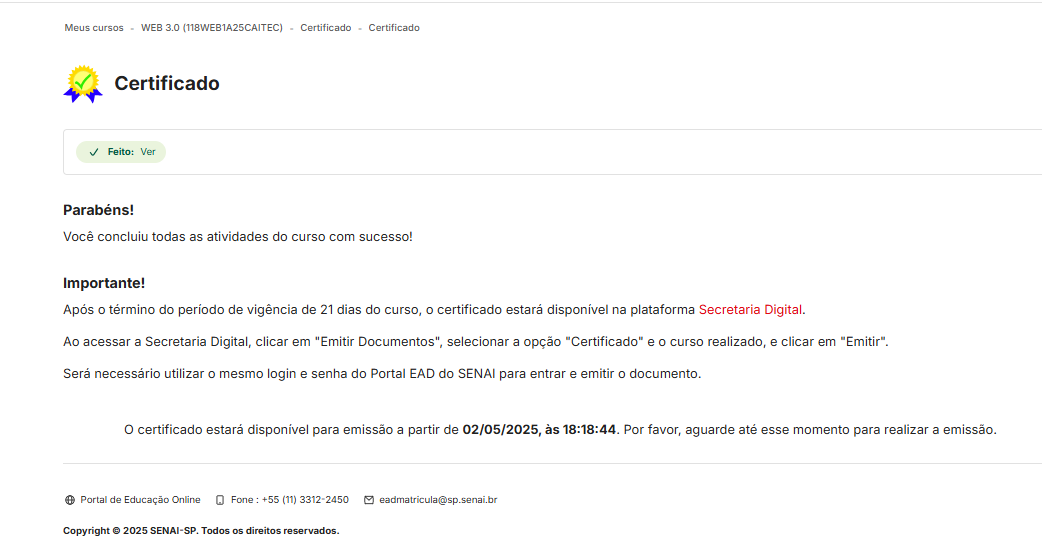 Meus cursos - WEB 3.0 (118WEB1A25CAITEC) - Certificado - Certificado
Certificado
Feito: Ver
Parabéns!
Você concluiu todas as atividades do curso com sucesso!
Importante!
Após o término do período de vigência de 21 dias do curso, o certificado estará disponível na plataforma Secretaria Digital.
Ao acessar a Secretaria Digital, clicar em "Emitir Documentos", selecionar a opção "Certificado" e o curso realizado, e clicar em "Emitir".
Será necessário utilizar o mesmo login e senha do Portal EAD do SENAI para entrar e emitir o documento.
O certificado estará disponível para emissão a partir de 02/05/2025, às 18:18:44. Por favor, aguarde até esse momento para realizar a emissão.
Portal de Educação Online Fone : +55 (11) 3312-2450 eadmatricula@sp.senai.br
Copyright © 2025 SENAI-SP. Todos os direitos reservados.